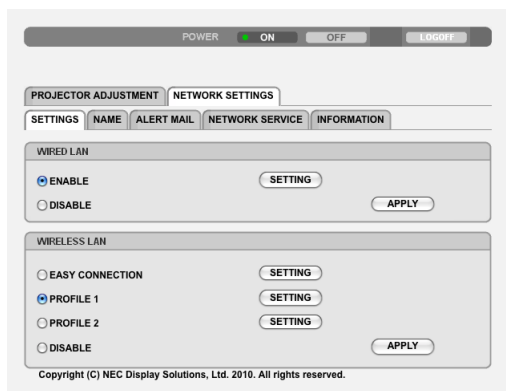 POWER ON OFF LOGOFF
PROJECTOR ADJUSTMENT NETWORK SETTINGS
SETTINGS NAME ALERT MAIL NETWORK SERVICE INFORMATION
WIRED LAN
ENABLE SETTING
DISABLE APPLY
WIRELESS LAN
EASY CONNECTION SETTING
PROFILE 1 SETTING
PROFILE 2 SETTING
DISABLE APPLY
Copyright (C) NEC Display Solutions, Ltd. 2010. All rights reserved.